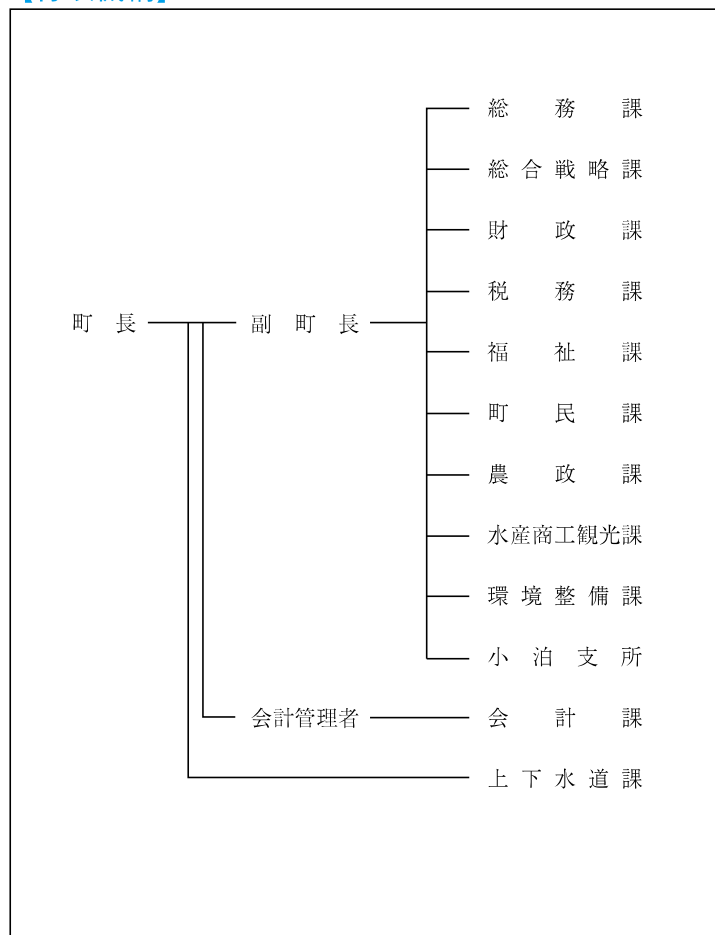 総務課
総合戦略課
財政課
税務課
町長 副町長
福祉課
町民課
農政課
水産商工観光課
環境整備課
小泊支所
会計管理者 会計課
上下水道課